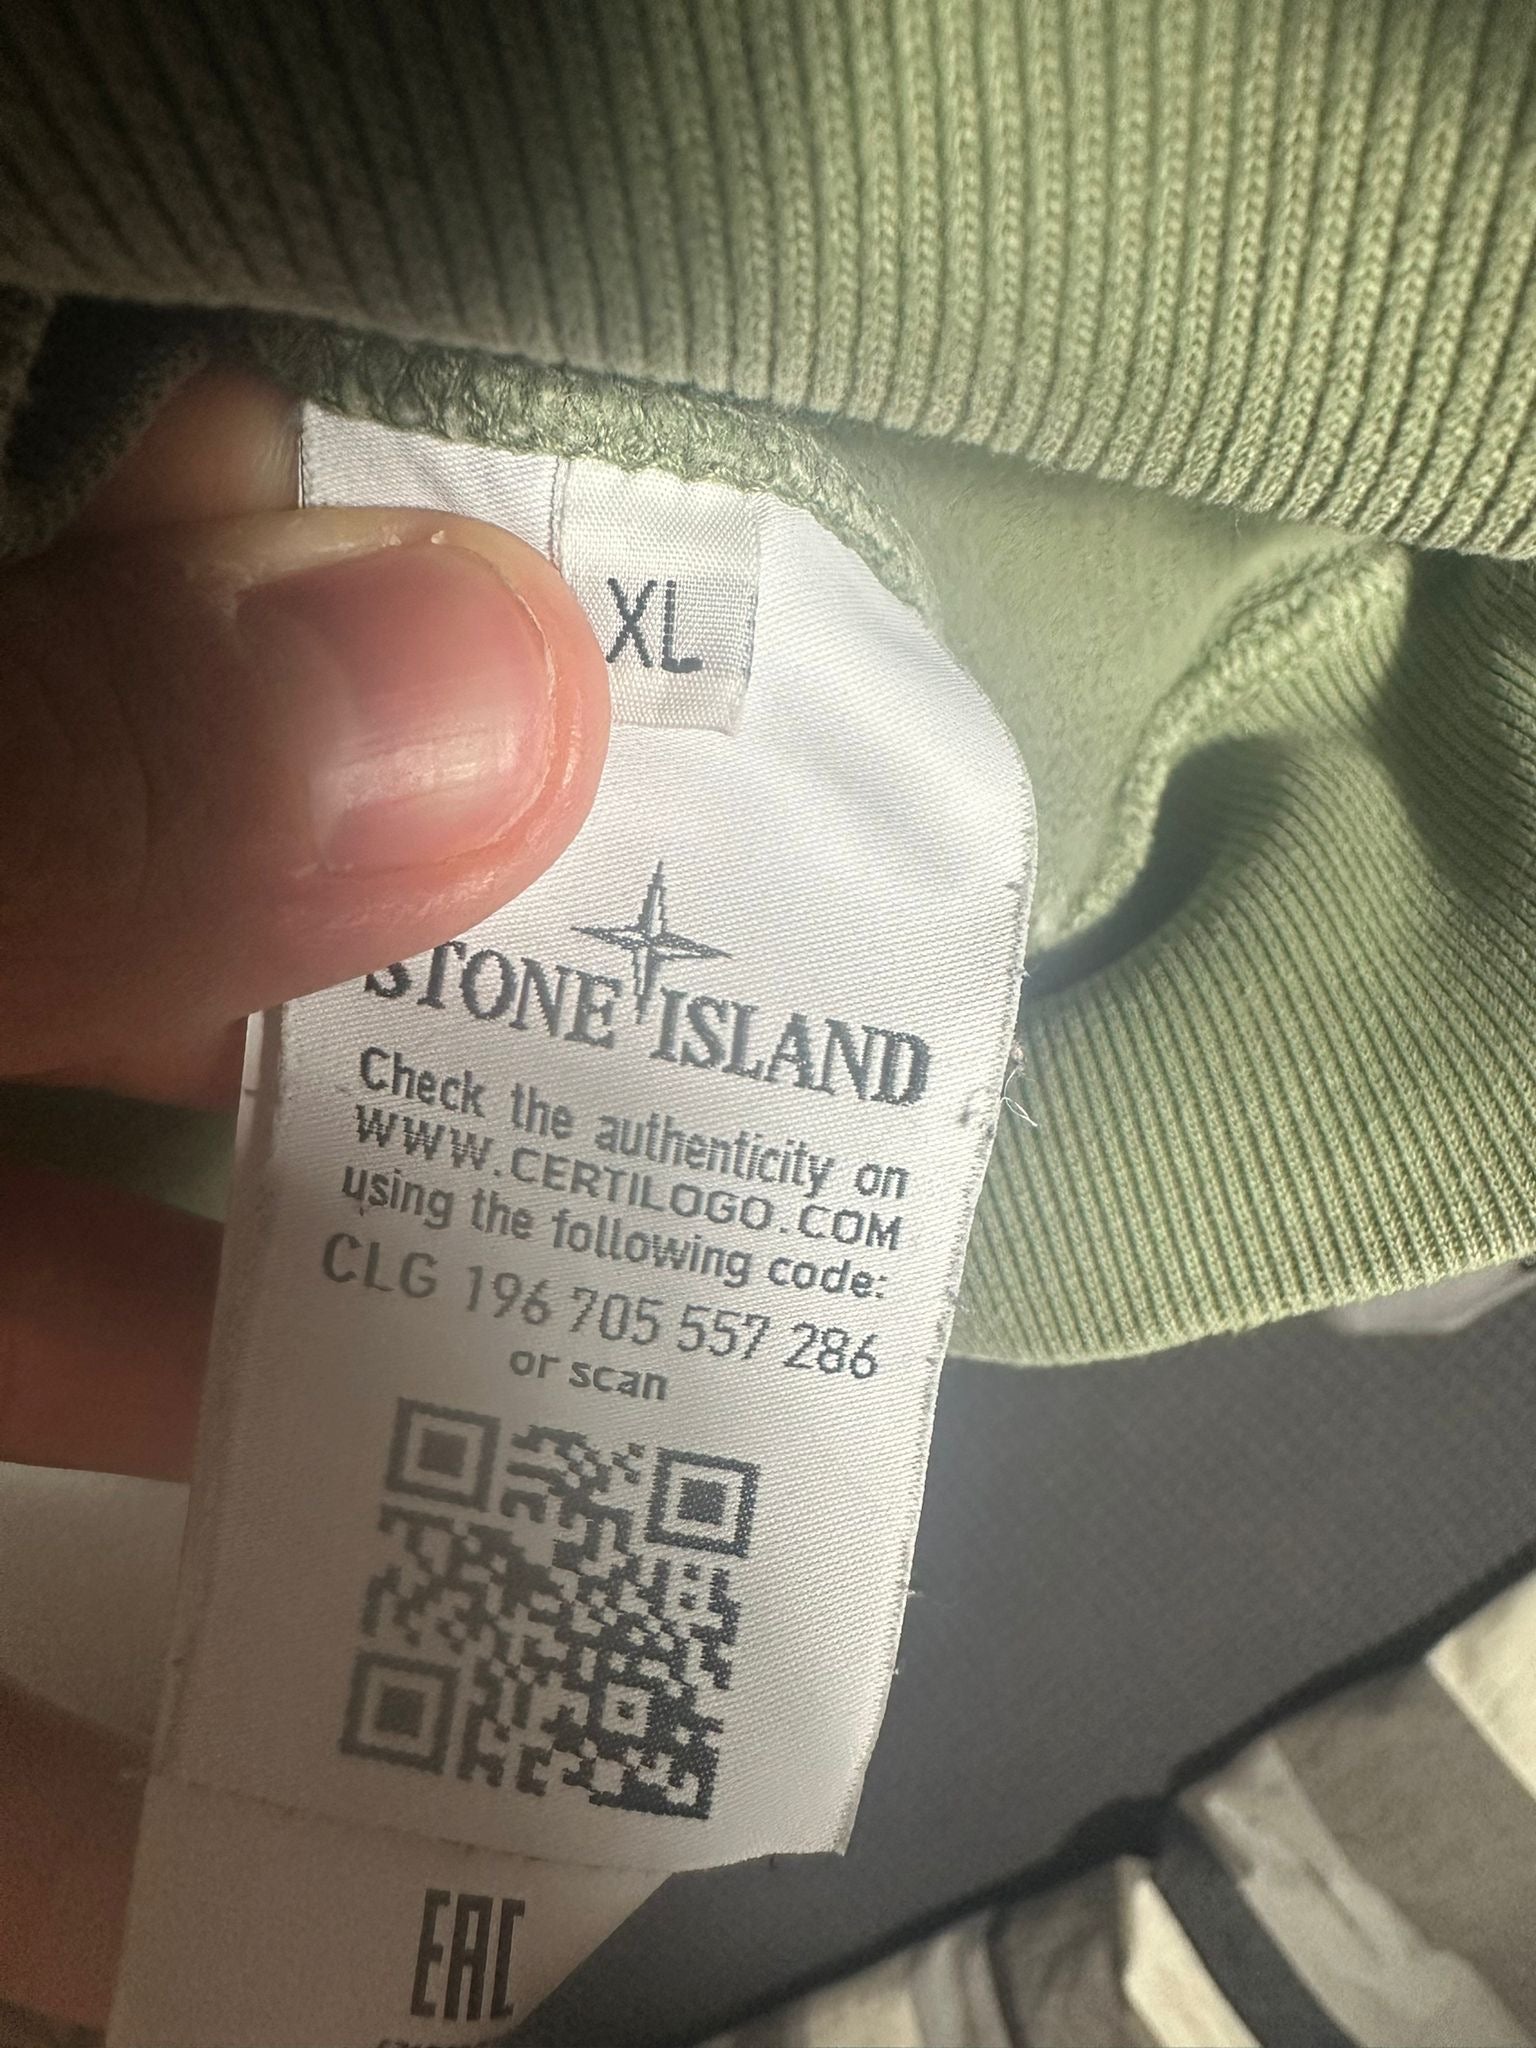 XL
STONE ISLAND
Check the authenticity on
WWW.CERTILOGO.COM
using the following code:
CLG 196 705 557 286
or scan
EAC